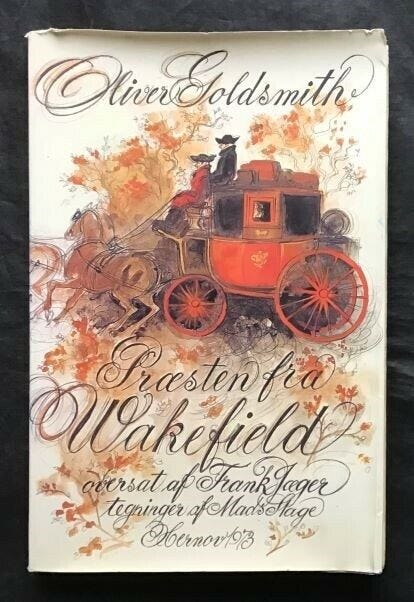 Oliver Goldsmith
Præsten fra
Wakefield
oversat af Frank Jæger
tegninger af Mads Stage
Hernov 1973